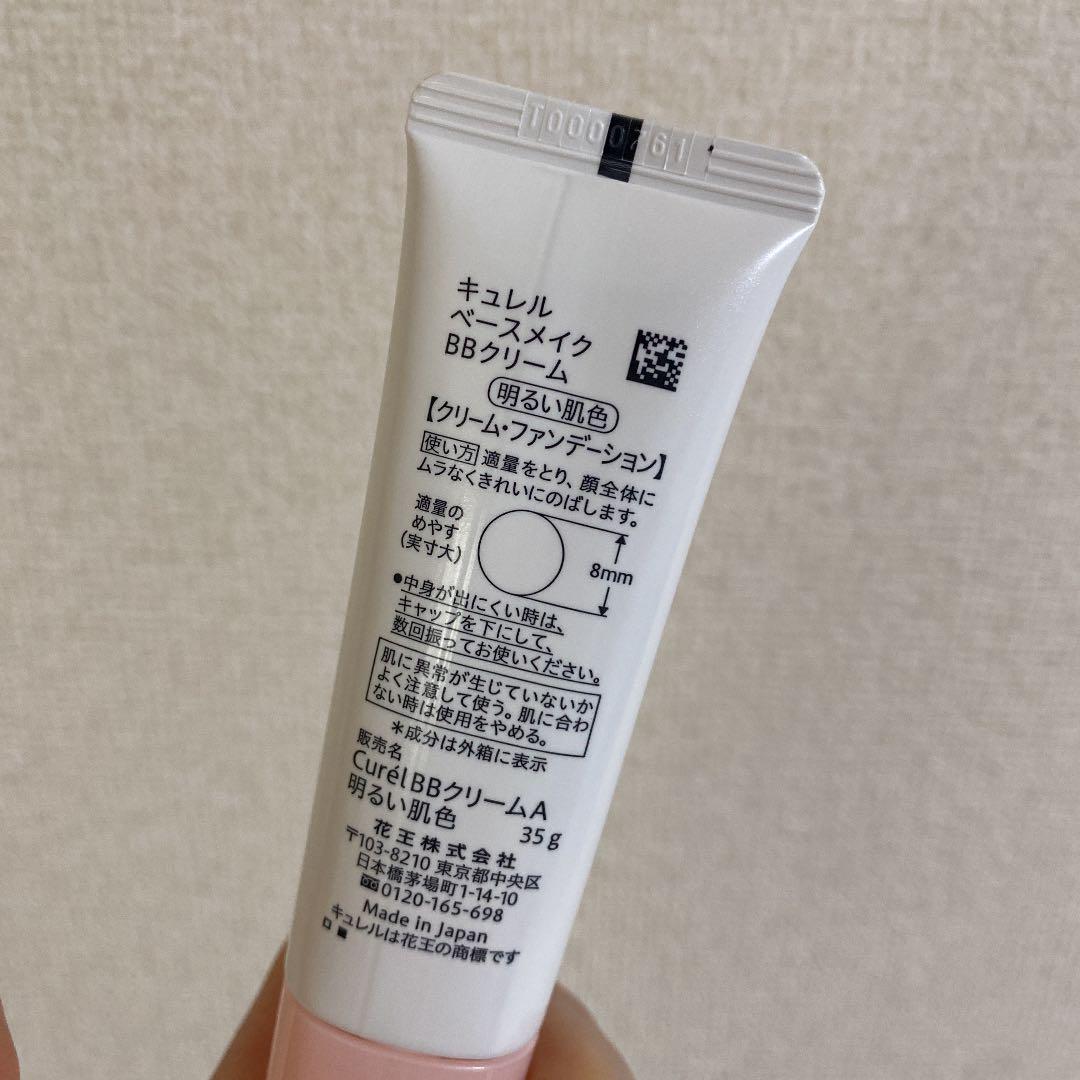 T0000761
キュレル
ベースメイク
BBクリーム
明るい肌色
【クリーム・ファンデーション】
使い方 適量をとり、顔全体に
ムラなくきれいにのばします。
適量の
めやす
(実寸大)
8mm
●中身が出にくい時は、
キャップを下にして、
数回振ってお使いください。
肌に異常が生じていないか
よく注意して使う。肌に合わ
ない時は使用をやめる。
*成分は外箱に表示
販売名
Curél BBクリームA
明るい肌色 35g
花王株式会社
〒103-8210 東京都中央区
日本橋茅場町1-14-10
0120-165-698
Made in Japan
キュレルは花王の商標です